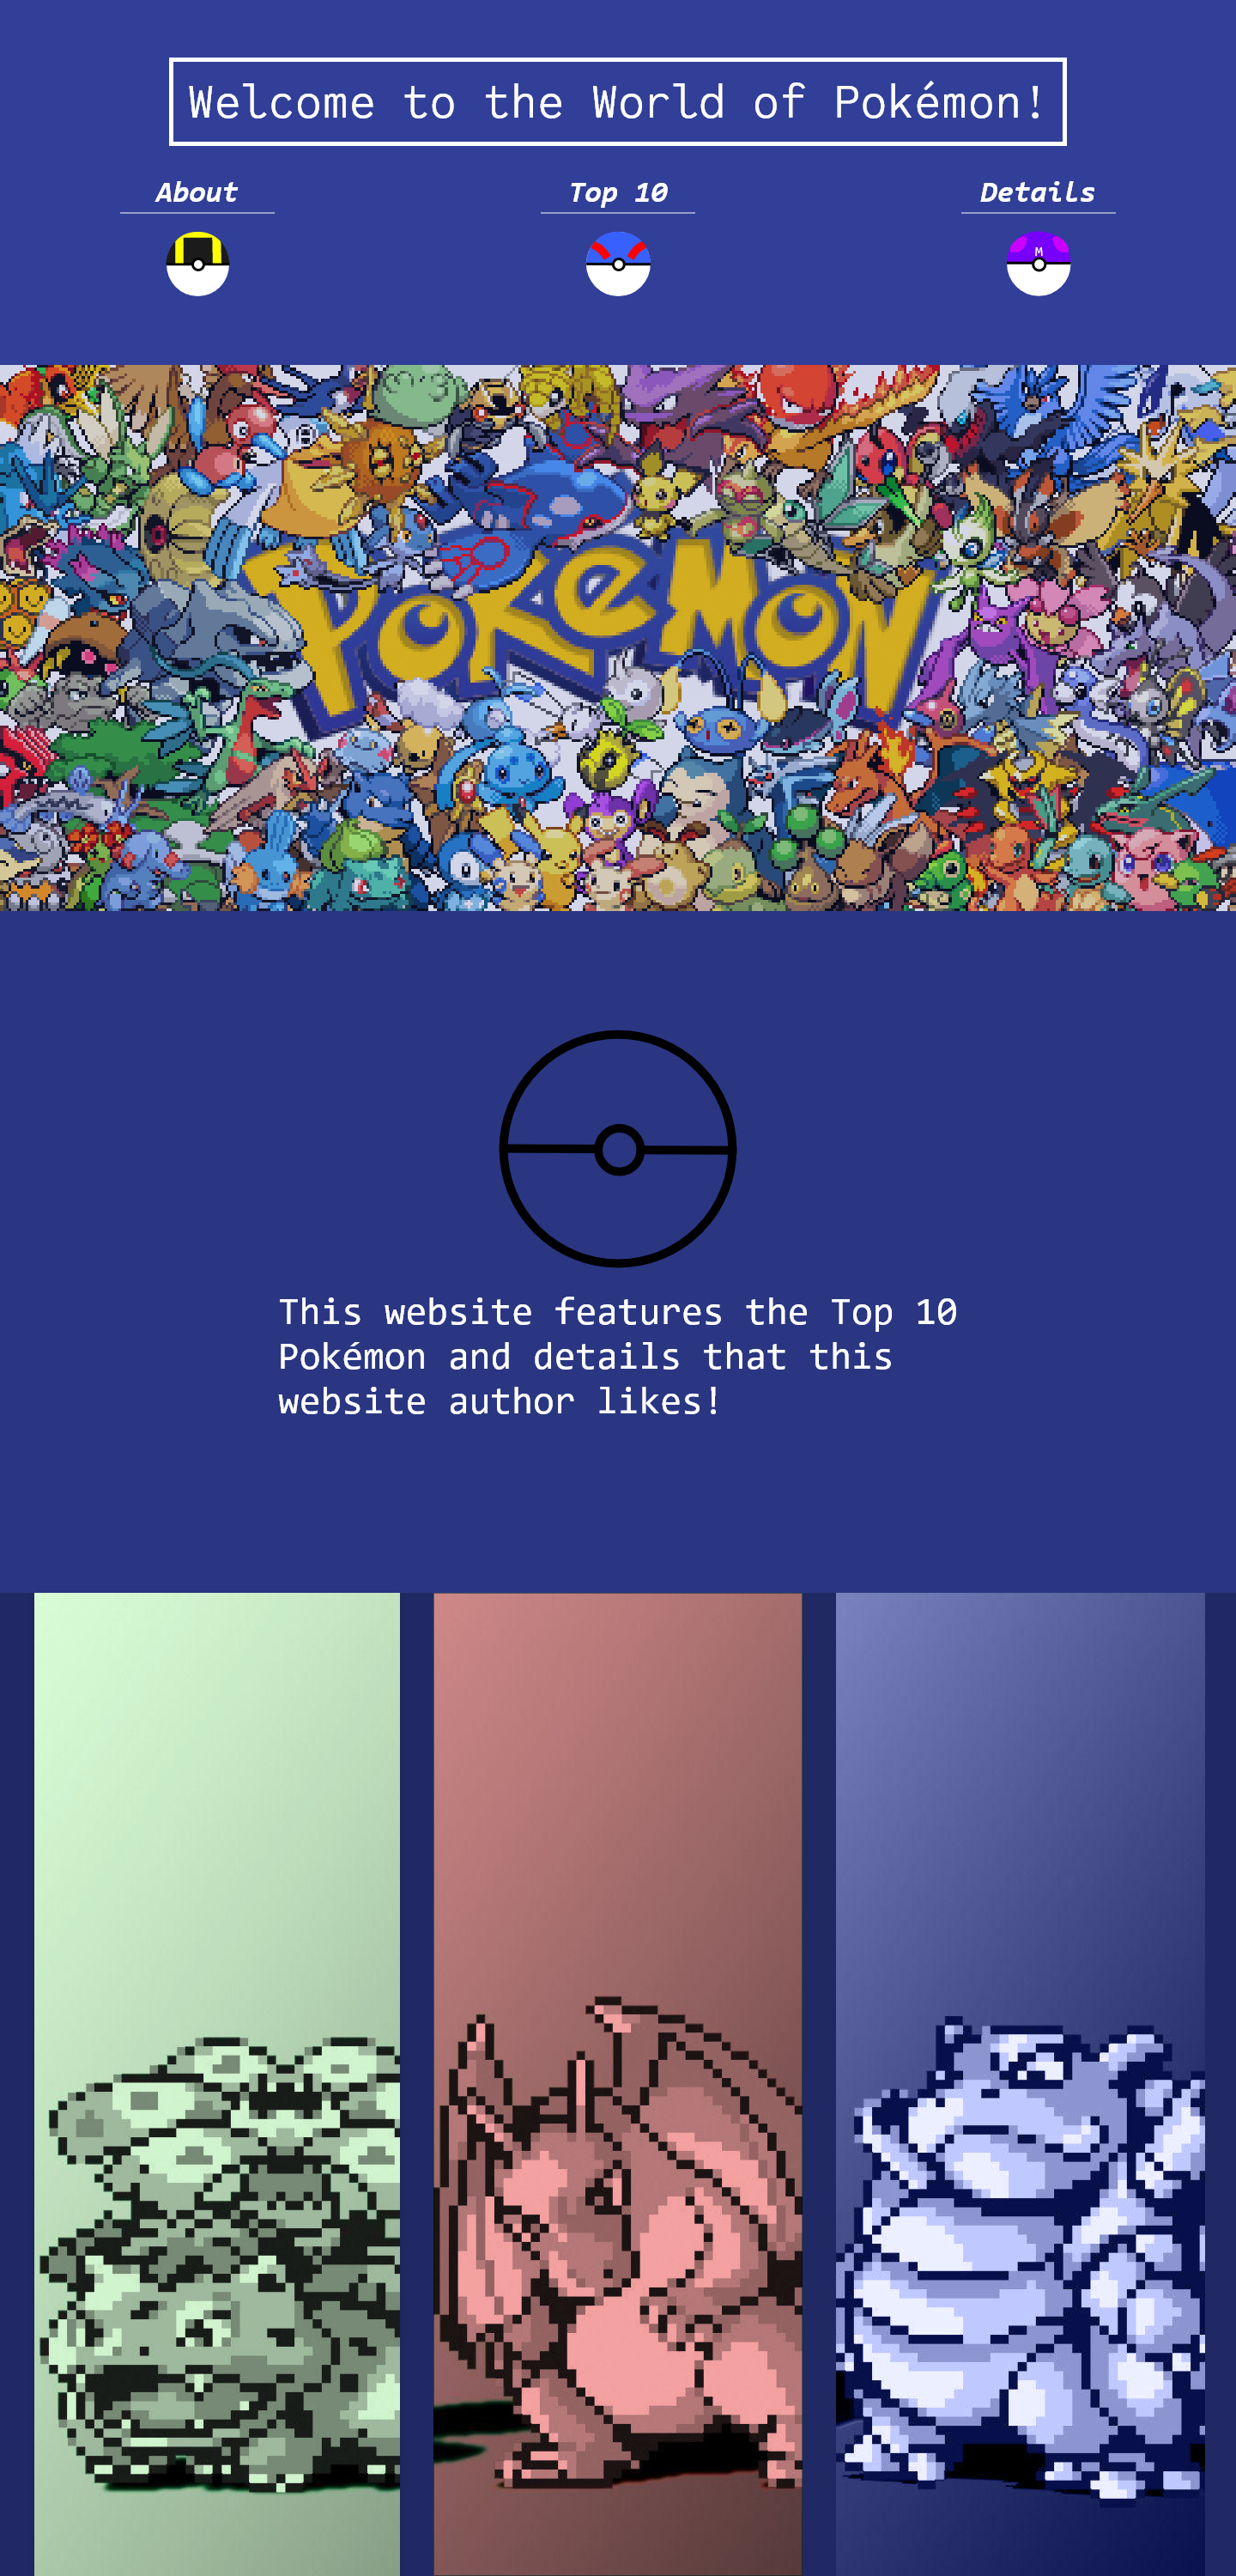 Welcome to the World of Pokémon!
About
Top 10
Details
M
POKéMON
This website features the Top 10
Pokémon and details that this
website author likes!